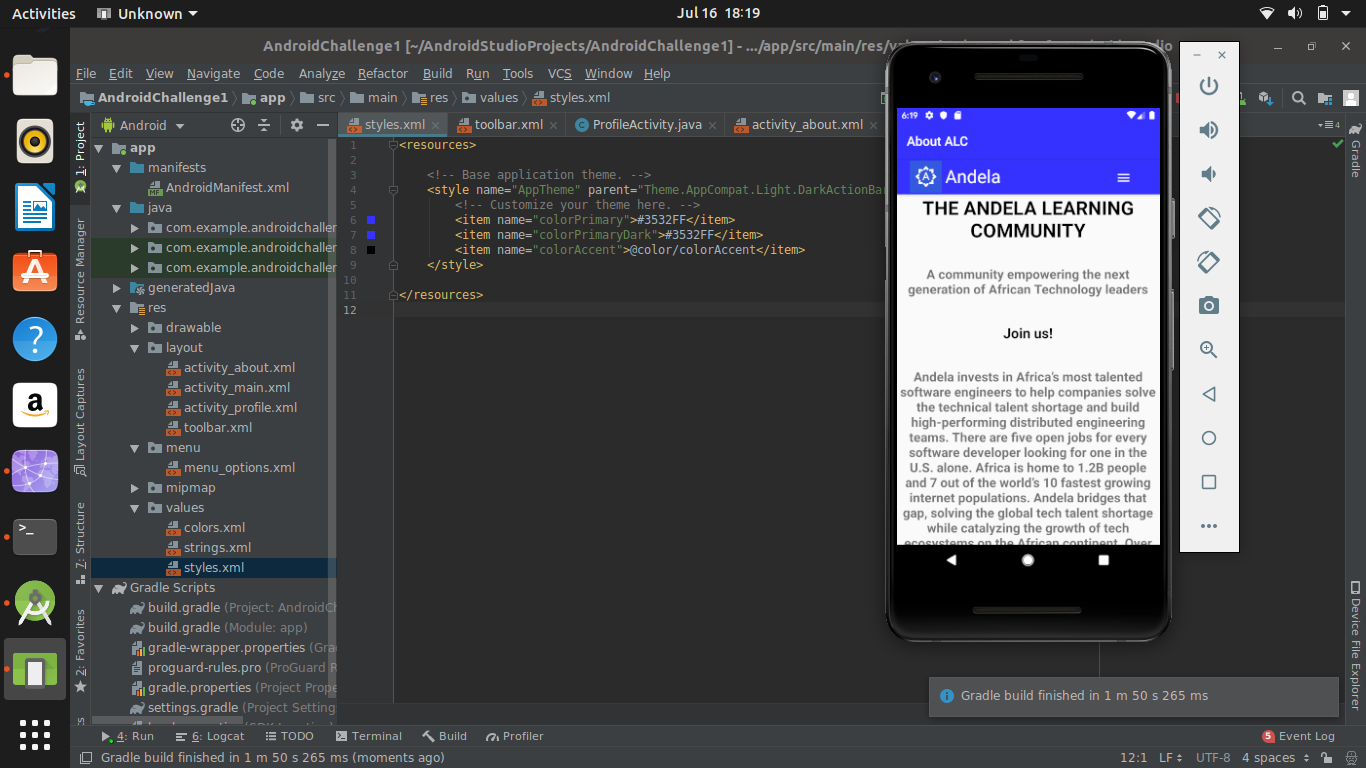 Activities
Unknown
Jul 16 18:19
AndroidChallenge1 [~/AndroidStudioProjects/AndroidChallenge1] - .../app/src/main/res/
File Edit View Navigate Code Analyze Refactor Build Run Tools VCS Window Help
AndroidChallenge1 app src main res values styles.xml
Android
styles.xml
toolbar.xml
ProfileActivity.java
activity_about.xml
4
1: Project
Resource Manager
Layout Captures
7: Structure
2: Favorites
app
manifests
AndroidManifest.xml
java
com.example.androidchaller
com.example.androidchaller
com.example.androidchaller
generatedJava
res
drawable
layout
activity_about.xml
activity_main.xml
activity_profile.xml
toolbar.xml
menu
menu_options.xml
mipmap
values
colors.xml
strings.xml
styles.xml
Gradle Scripts
build.gradle (Project: AndroidCh
build.gradle (Module: app)
gradle-wrapper.properties (Gra
proguard-rules.pro (ProGuard R
gradle.properties (Project Prope
settings.gradle (Project Setting
1 <resources>
2
3 <!-- Base application theme. -->
4 <style name="AppTheme" parent="Theme.AppCompat.Light.DarkActionBar
5 <!-- Customize your theme here. -->
6 <item name="colorPrimary">#3532FF</item>
7 <item name="colorPrimaryDark">#3532FF</item>
8 <item name="colorAccent">@color/colorAccent</item>
9 </style>
10
11 </resources>
12
6:19
About ALC
Andela
THE ANDELA LEARNING
COMMUNITY
A community empowering the next
generation of African Technology leaders
Join us!
Andela invests in Africa's most talented
software engineers to help companies solve
the technical talent shortage and build
high-performing distributed engineering
teams. There are five open jobs for every
software developer looking for one in the
U.S. alone. Africa is home to 1.2B people
and 7 out of the world's 10 fastest growing
internet populations. Andela bridges that
gap, solving the global tech talent shortage
while catalyzing the growth of tech
ecosystems on the African continent. Over
Gradle
Device File Explorer
Gradle build finished in 1 m 50 s 265 ms
4: Run 6: Logcat TODO Terminal Build Profiler
5 Event Log
Gradle build finished in 1 m 50 s 265 ms (moments ago)
12:1 LF UTF-8 4 spaces